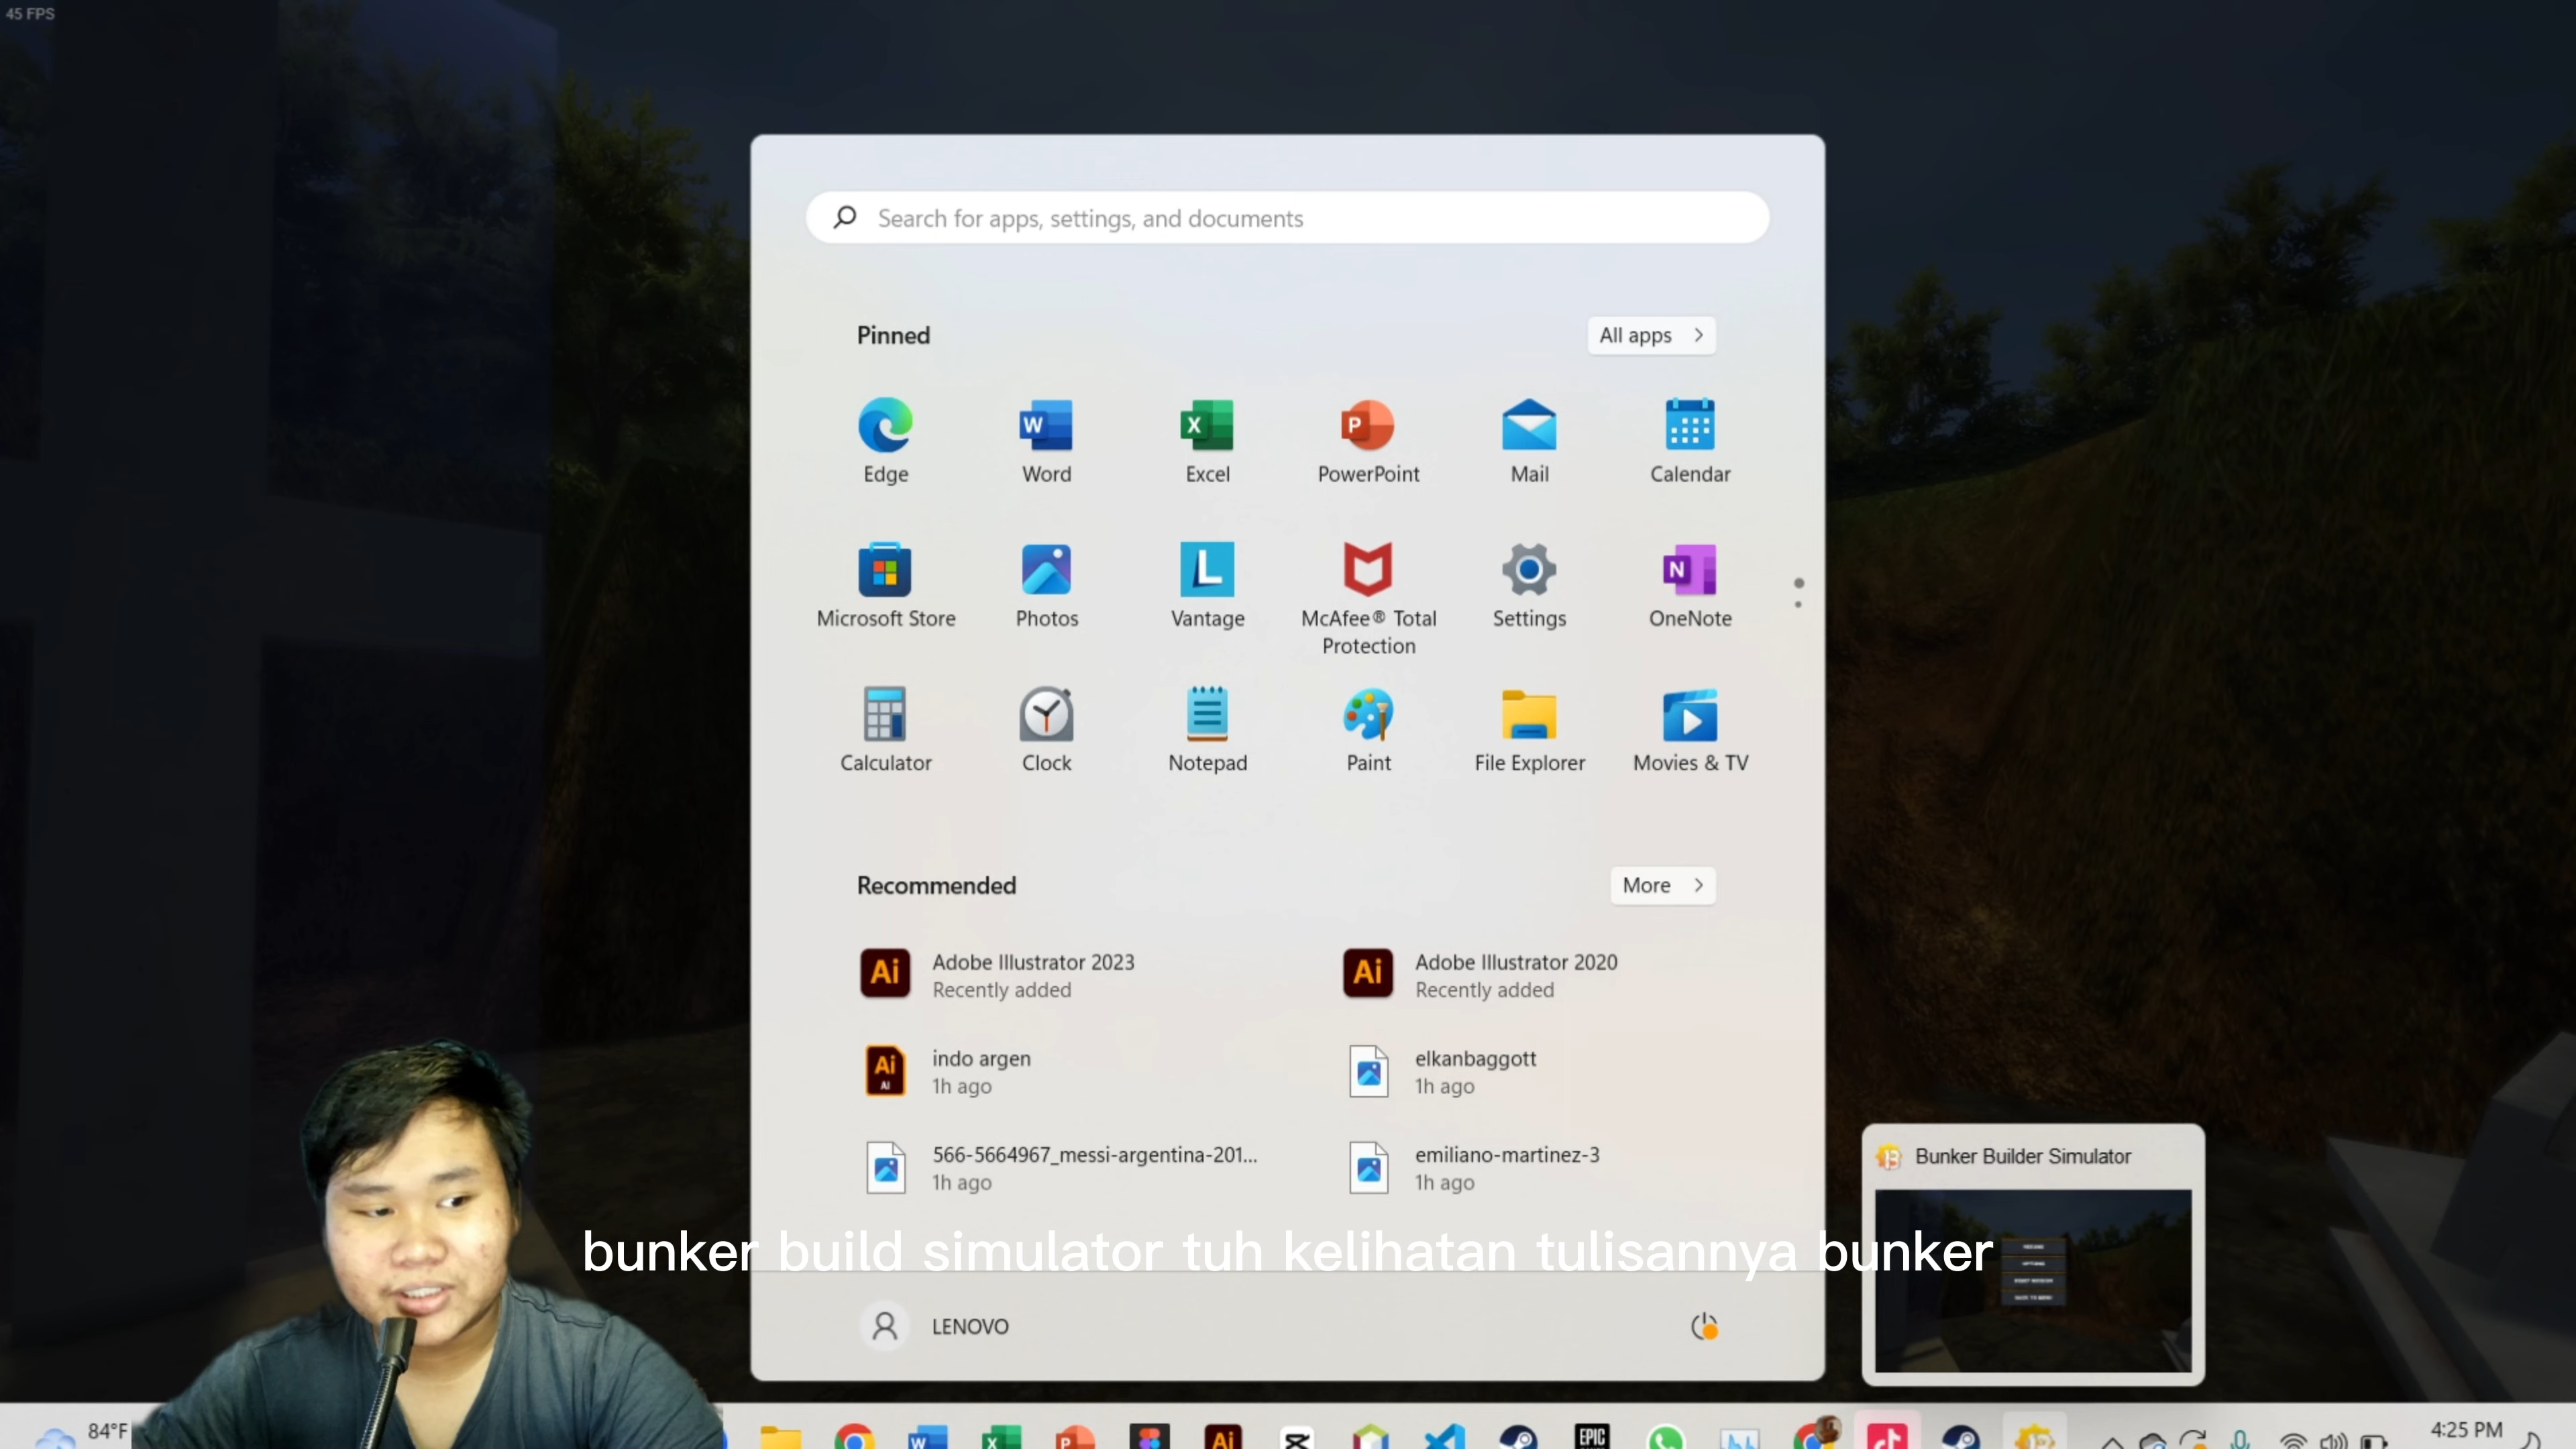 45 FPS
Search for apps, settings, and documents
Pinned
All apps
Edge
Word
Excel
PowerPoint
Mail
Calendar
Microsoft Store
Photos
Vantage
McAfee® Total
Protection
Settings
OneNote
Calculator
Clock
Notepad
Paint
File Explorer
Movies & TV
Recommended
More
Adobe Illustrator 2023
Recently added
Adobe Illustrator 2020
Recently added
indo argen
1h ago
elkanbaggott
1h ago
566-5664967_messi-argentina-201...
1h ago
emiliano-martinez-3
1h ago
Bunker Builder Simulator
bunker build simulator tuh kelihatan tulisannya bunker
LENOVO
84°F
EPIC
4:25 PM